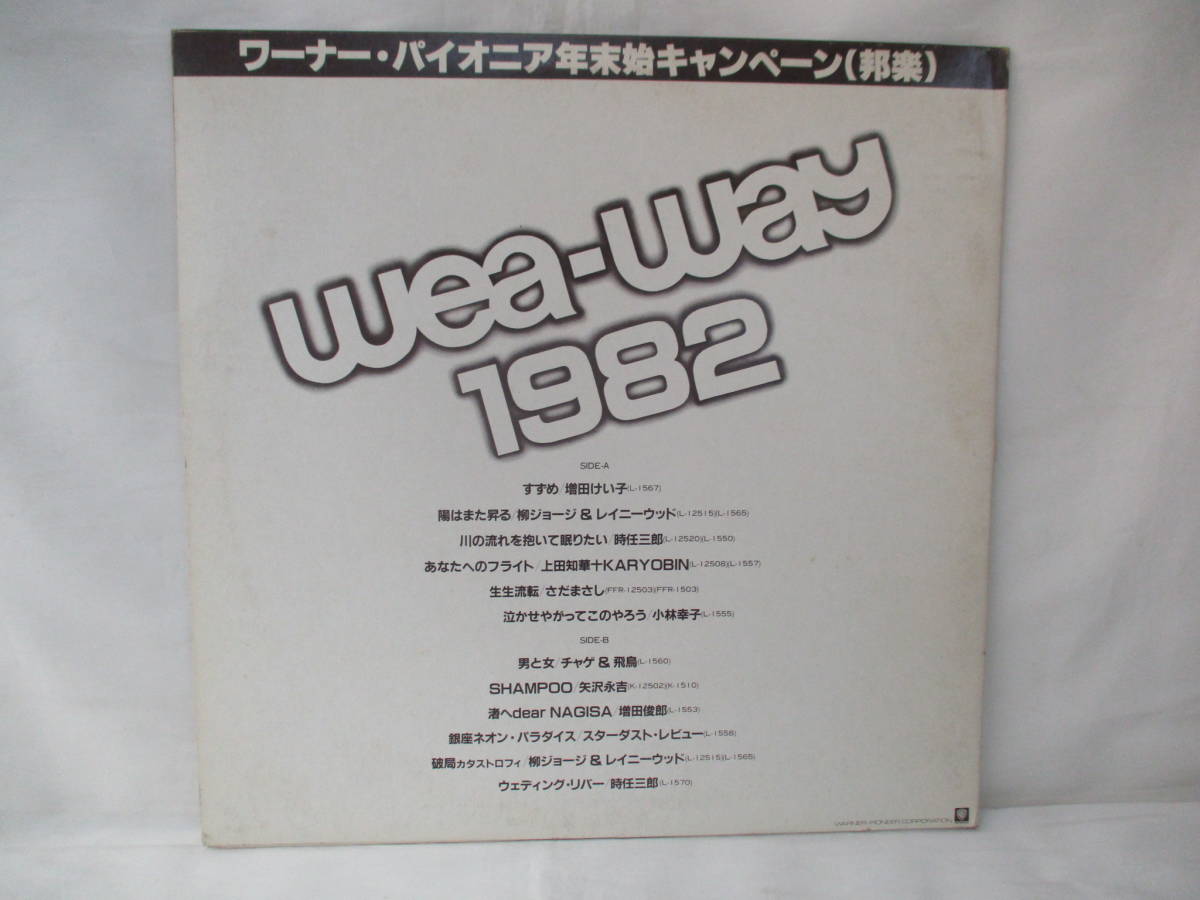 ワーナー・パイオニア年末始キャンペーン(邦楽)
wea-way
1982
SIDE-A
すずめ/増田けい子(L-1567)
陽はまた昇る/柳ジョージ & レイニーウッド(L-12515)(L-1565)
川の流れを抱いて眠りたい/時任三郎(L-12520)(L-1550)
あなたへのフライト/上田知華+KARYOBIN(L-12508)(L-1557)
生生流転/さだまさし(FFR-12503)(FFR-1503)
泣かせやがってこのやろう/小林幸子(L-1555)
SIDE-B
男と女/チャゲ & 飛鳥(L-1560)
SHAMPOO/矢沢永吉(K-12502)(K-1510)
渚へdear NAGISA/増田俊郎(L-1553)
銀座ネオン・パラダイス/スターダスト・レビュー(L-1558)
破局カタストロフィ/柳ジョージ & レイニーウッド(L-12515)(L-1565)
ウェディング・リバー/時任三郎(L-1570)
WARNER-PIONEER CORPORATION